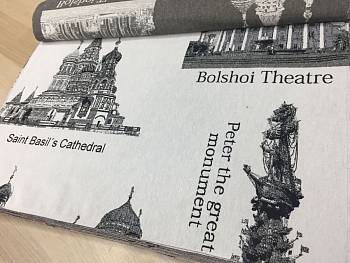 Bolshoi Theatre
Saint Basil's Cathedral
Peter the great
monument